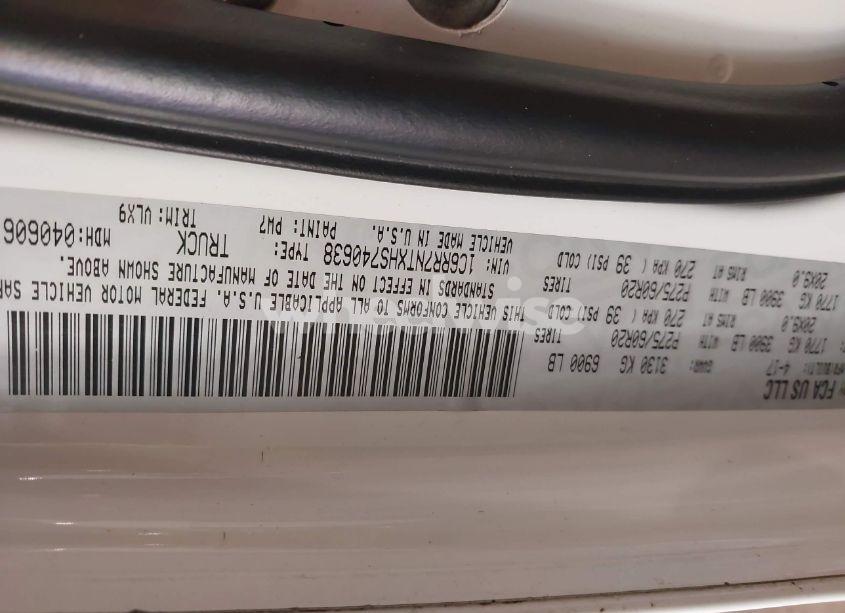 FCA US LLC
4-17 GWWR: 3130 KG 6900 LB
1770 KG 3900 LB WITH P275/60R20 TIRES
20X9.0 RIMS AT 270 KPA ( 39 PSI) COLD
1770 KG 3900 LB WITH P275/60R20 TIRES
20X9.0 RIMS AT 270 KPA ( 39 PSI) COLD
THIS VEHICLE CONFORMS TO ALL APPLICABLE U.S.A. FEDERAL MOTOR VEHICLE SAF
STANDARDS IN EFFECT ON THE DATE OF MANUFACTURE SHOWN ABOVE.
VIN: 1C6RR7NTXHS740638 TYPE: TRUCK MDH:040606
VEHICLE MADE IN U.S.A. PAINT: PW7 TRIM:VLX9